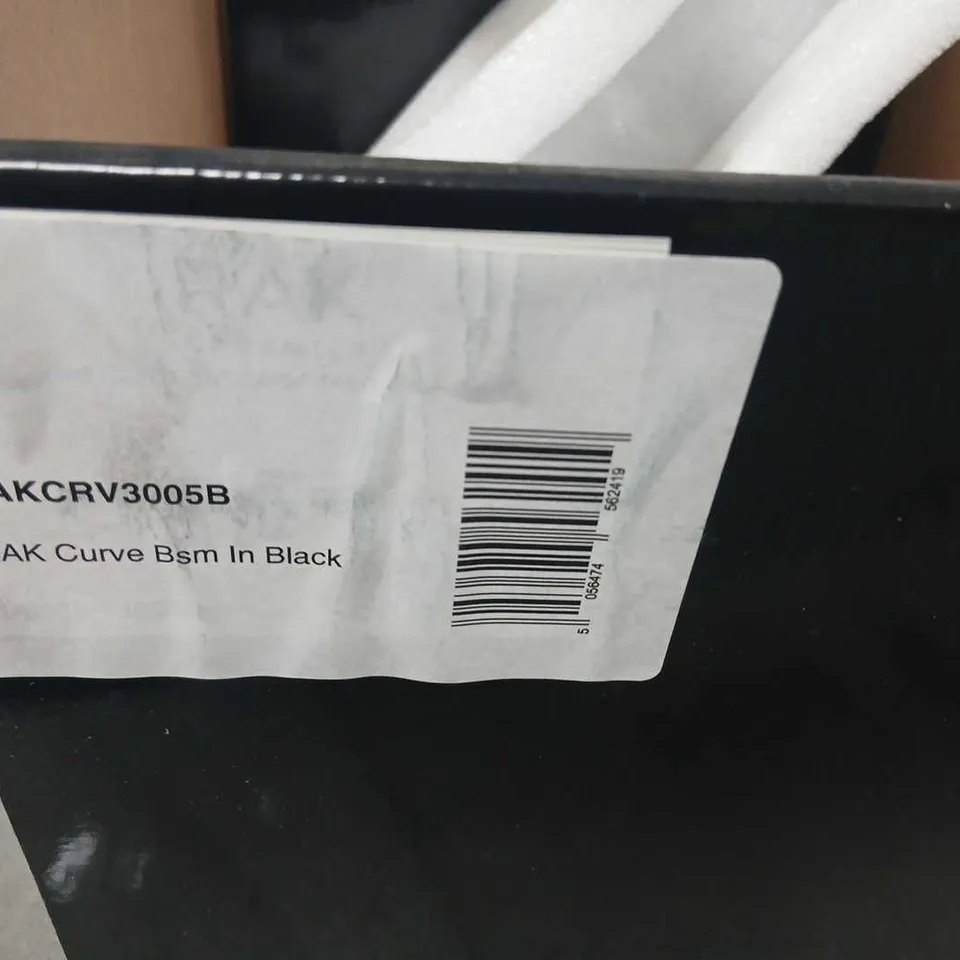 AKCRV3005B
AK Curve Bsm In Black
5 056474 562419